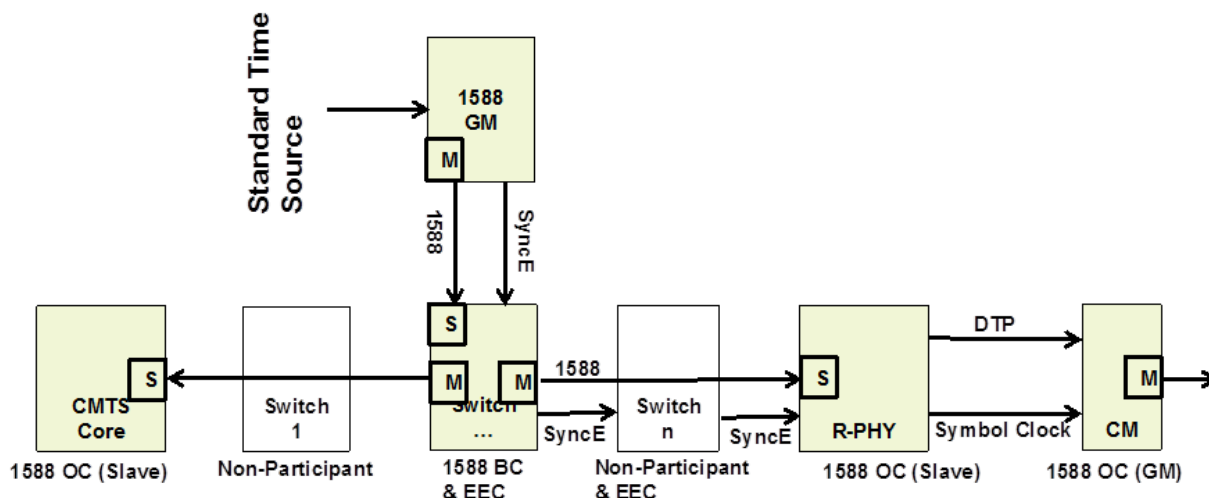 Standard Time
Source
1588
GM
M
1588
SyncE
S
M
M
S
CMTS
Core
Switch
1
Switch
...
1588
SyncE
Switch
n
SyncE
S
R-PHY
DTP
Symbol Clock
M
CM
1588 OC (Slave)
Non-Participant
1588 BC
& EEC
Non-Participant
& EEC
1588 OC (Slave)
1588 OC (GM)